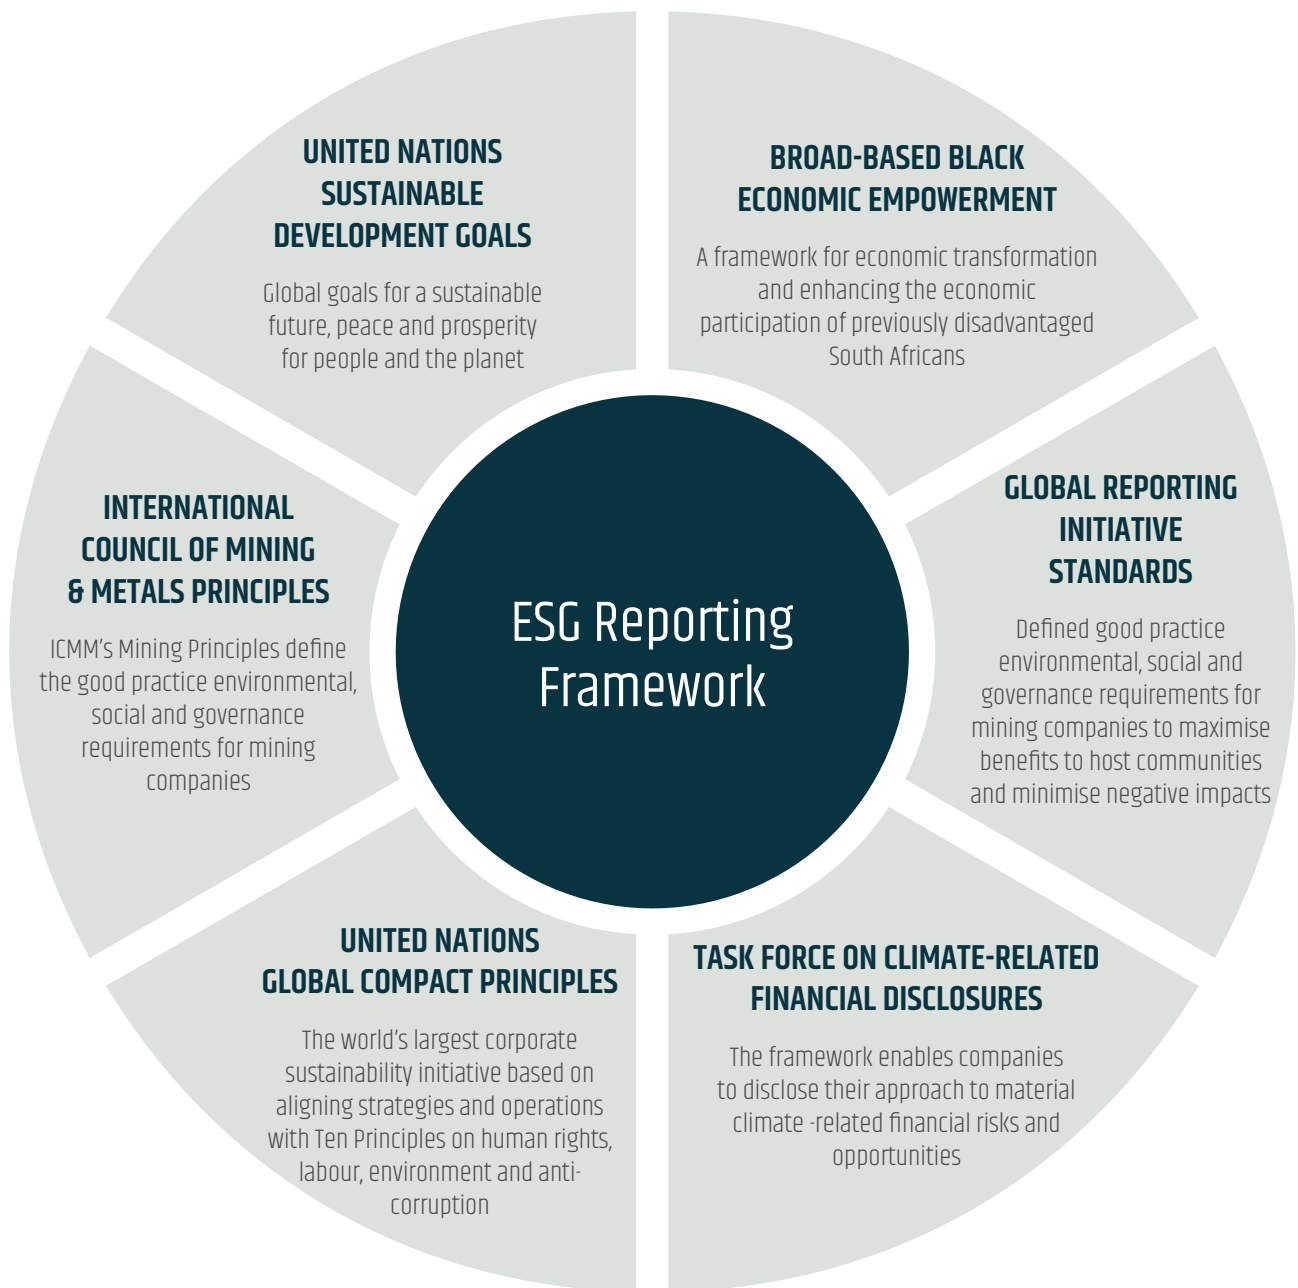 UNITED NATIONS
SUSTAINABLE
DEVELOPMENT GOALS
Global goals for a sustainable
future, peace and prosperity
for people and the planet
BROAD-BASED BLACK
ECONOMIC EMPOWERMENT
A framework for economic transformation
and enhancing the economic
participation of previously disadvantaged
South Africans
INTERNATIONAL
COUNCIL OF MINING
& METALS PRINCIPLES
ICMM's Mining Principles define
the good practice environmental,
social and governance
requirements for mining
companies
ESG Reporting
Framework
GLOBAL REPORTING
INITIATIVE
STANDARDS
Defined good practice
environmental, social and
governance requirements for
mining companies to maximise
benefits to host communities
and minimise negative impacts
UNITED NATIONS
GLOBAL COMPACT PRINCIPLES
The world's largest corporate
sustainability initiative based on
aligning strategies and operations
with Ten Principles on human rights,
labour, environment and anti-
corruption
TASK FORCE ON CLIMATE-RELATED
FINANCIAL DISCLOSURES
The framework enables companies
to disclose their approach to material
climate -related financial risks and
opportunities